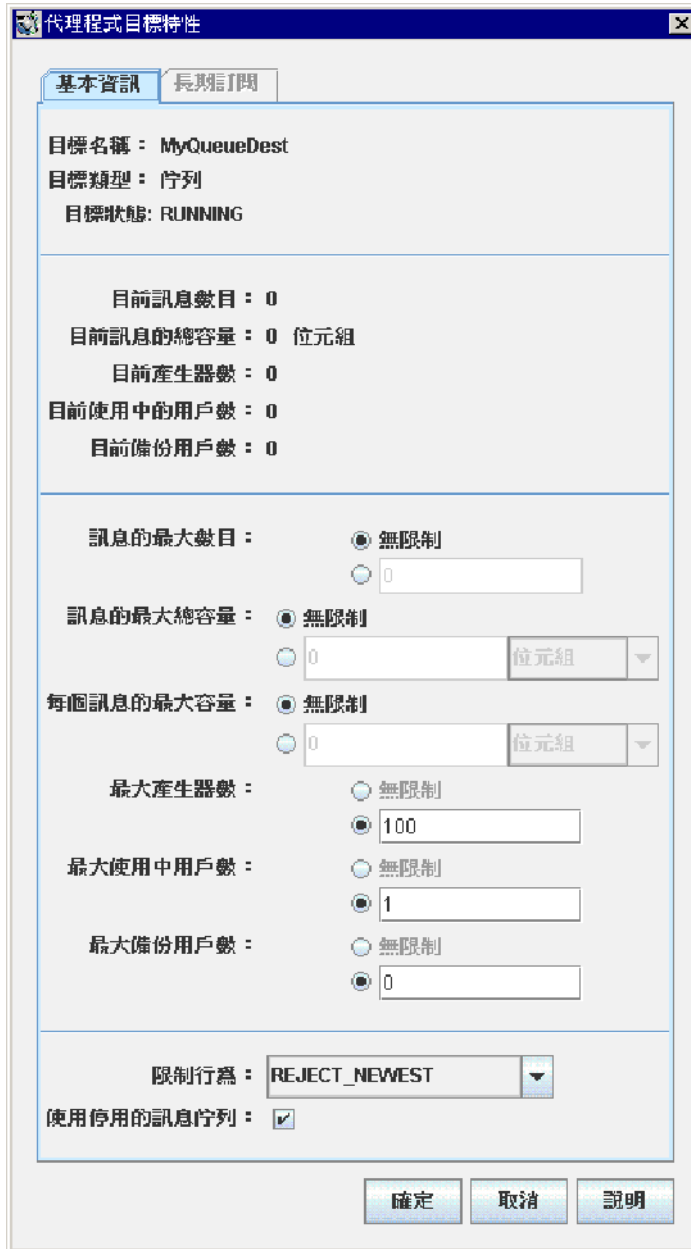 代理程式目標特性
基本資訊 長期訂閱
目標名稱： MyQueueDest
目標類型： 佇列
目標狀態: RUNNING
目前訊息數目： 0
目前訊息的總容量： 0 位元組
目前產生器數： 0
目前使用中的用戶數： 0
目前備份用戶數： 0
訊息的最大數目： 無限制
0
訊息的最大總容量： 無限制
0 位元組
每個訊息的最大容量： 無限制
0 位元組
最大產生器數： 無限制
100
最大使用中用戶數： 無限制
1
最大備份用戶數： 無限制
0
限制行為： REJECT_NEWEST
使用停用的訊息佇列：
確定 取消 說明